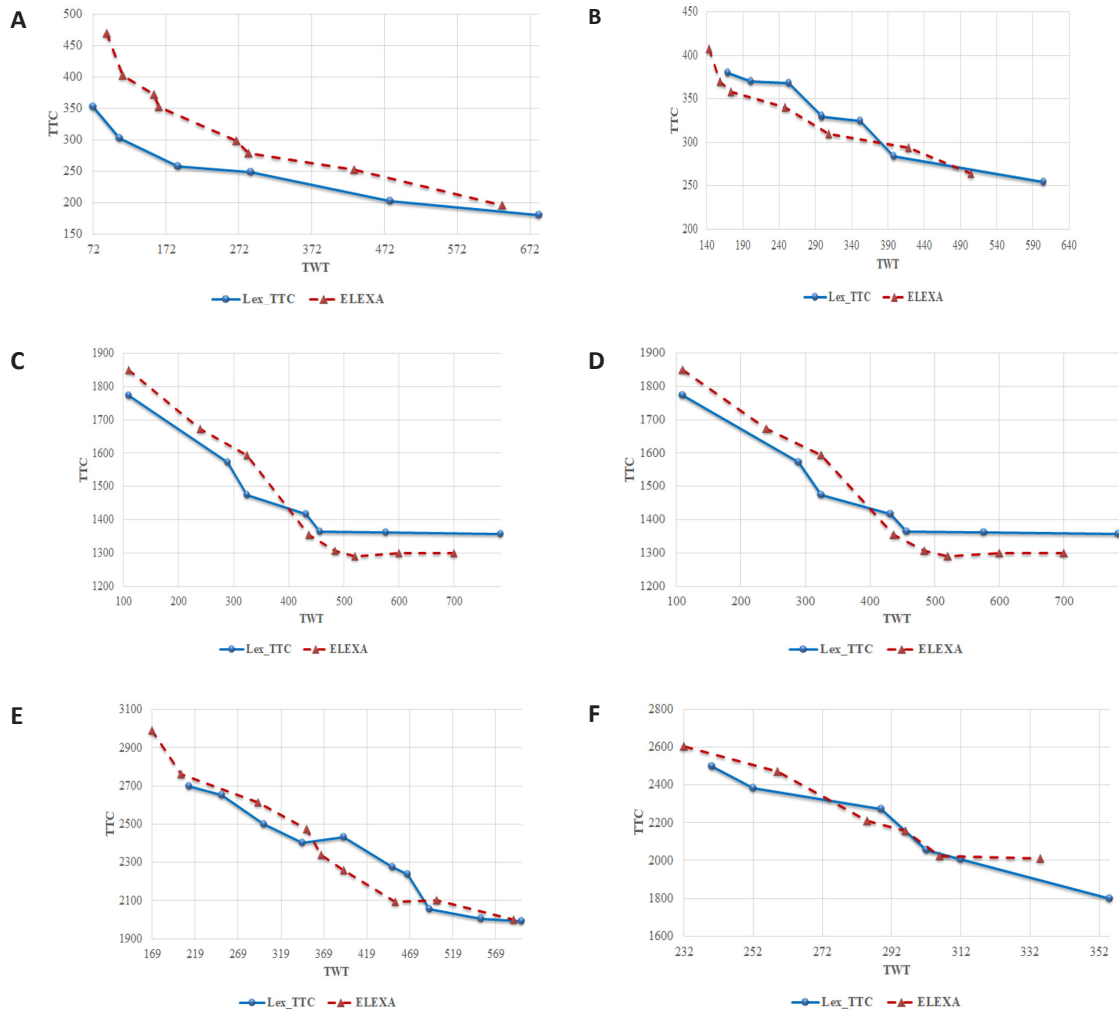 A
500
450
400
350
300
250
200
150
TTC
72 172 272 372 472 572 672
TWT
Lex_TTC ELEXA
B
450
400
350
300
250
200
TTC
140 190 240 290 340 390 440 490 540 590 640
TWT
Lex_TTC ELEXA
C
1900
1800
1700
1600
1500
1400
1300
1200
TTC
100 200 300 400 500 600 700
TWT
Lex_TTC ELEXA
D
1900
1800
1700
1600
1500
1400
1300
1200
TTC
100 200 300 400 500 600 700
TWT
Lex_TTC ELEXA
E
3100
2900
2700
2500
2300
2100
1900
TTC
169 219 269 319 369 419 469 519 569
TWT
Lex_TTC ELEXA
F
2800
2600
2400
2200
2000
1800
1600
TTC
232 252 272 292 312 332 352
TWT
Lex_TTC ELEXA